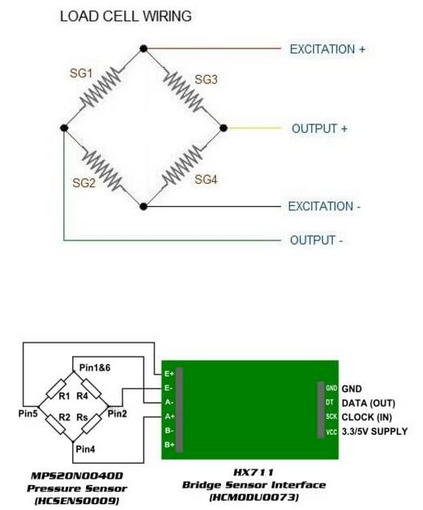 LOAD CELL WIRING
EXCITATION +
SG1
SG3
OUTPUT +
SG2
SG4
EXCITATION -
OUTPUT -
Pin1&6
E+
E-
R1 R4
A-
GND GND
DT DATA (OUT)
Pin5
Pin2
A+
R2 Rs
SCK CLOCK (IN)
B-
VCC 3.3/5V SUPPLY
B+
Pin4
MPS20N0040D
Pressure Sensor
(HCSENS0009)
HX711
Bridge Sensor Interface
(HCMODU0073)